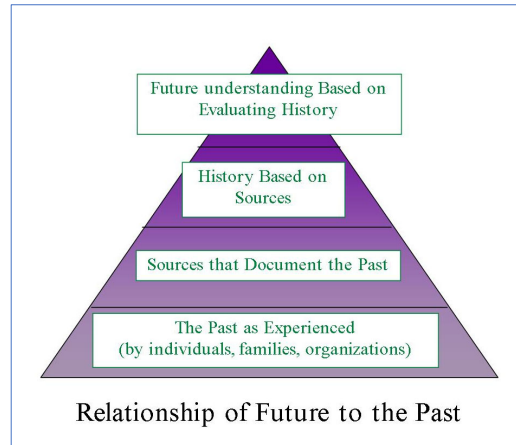 Future understanding Based on
Evaluating History
History Based on
Sources
Sources that Document the Past
The Past as Experienced
(by individuals, families, organizations)
Relationship of Future to the Past